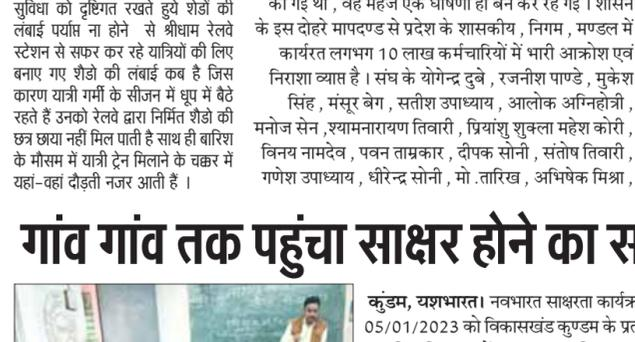 सुविधा को दृष्टिगत रखते हुये शेडों की
लंबाई पर्याप्त ना होने से श्रीधाम रेलवे
स्टेशन से सफर कर रहे यात्रियों की लिए
बनाए गए शैडो की लंबाई कब है जिस
कारण यात्री गर्मी के सीजन में धूप में बैठे
रहते हैं उनको रेलवे द्वारा निर्मित शैडो की
छत्र छाया नहीं मिल पाती है साथ ही बारिश
के मौसम में यात्री ट्रेन मिलाने के चक्कर में
यहां-वहां दौड़ती नजर आती हैं ।
की गई थी , वह महज एक घोषणा ही बन कर रह गई । शासन
के इस दोहरे मापदण्ड से प्रदेश के शासकीय , निगम , मण्डल में
कार्यरत लगभग 10 लाख कर्मचारियों में भारी आक्रोश एवं
निराशा व्याप्त है । संघ के योगेन्द्र दुबे , रजनीश पाण्डे , मुकेश
सिंह , मंसूर बेग , सतीश उपाध्याय , आलोक अग्निहोत्री ,
मनोज सेन ,श्यामनारायण तिवारी , प्रियांशु शुक्ला महेश कोरी ,
विनय नामदेव , पवन ताम्रकार , दीपक सोनी , संतोष तिवारी ,
गणेश उपाध्याय , धीरेन्द्र सोनी , मो .तारिख , अभिषेक मिश्रा ,
गांव गांव तक पहुंचा साक्षर होने का
कुंडम, यशभारत। नवभारत साक्षरता
05/01/2023 को विकासखंड कुण्डम के